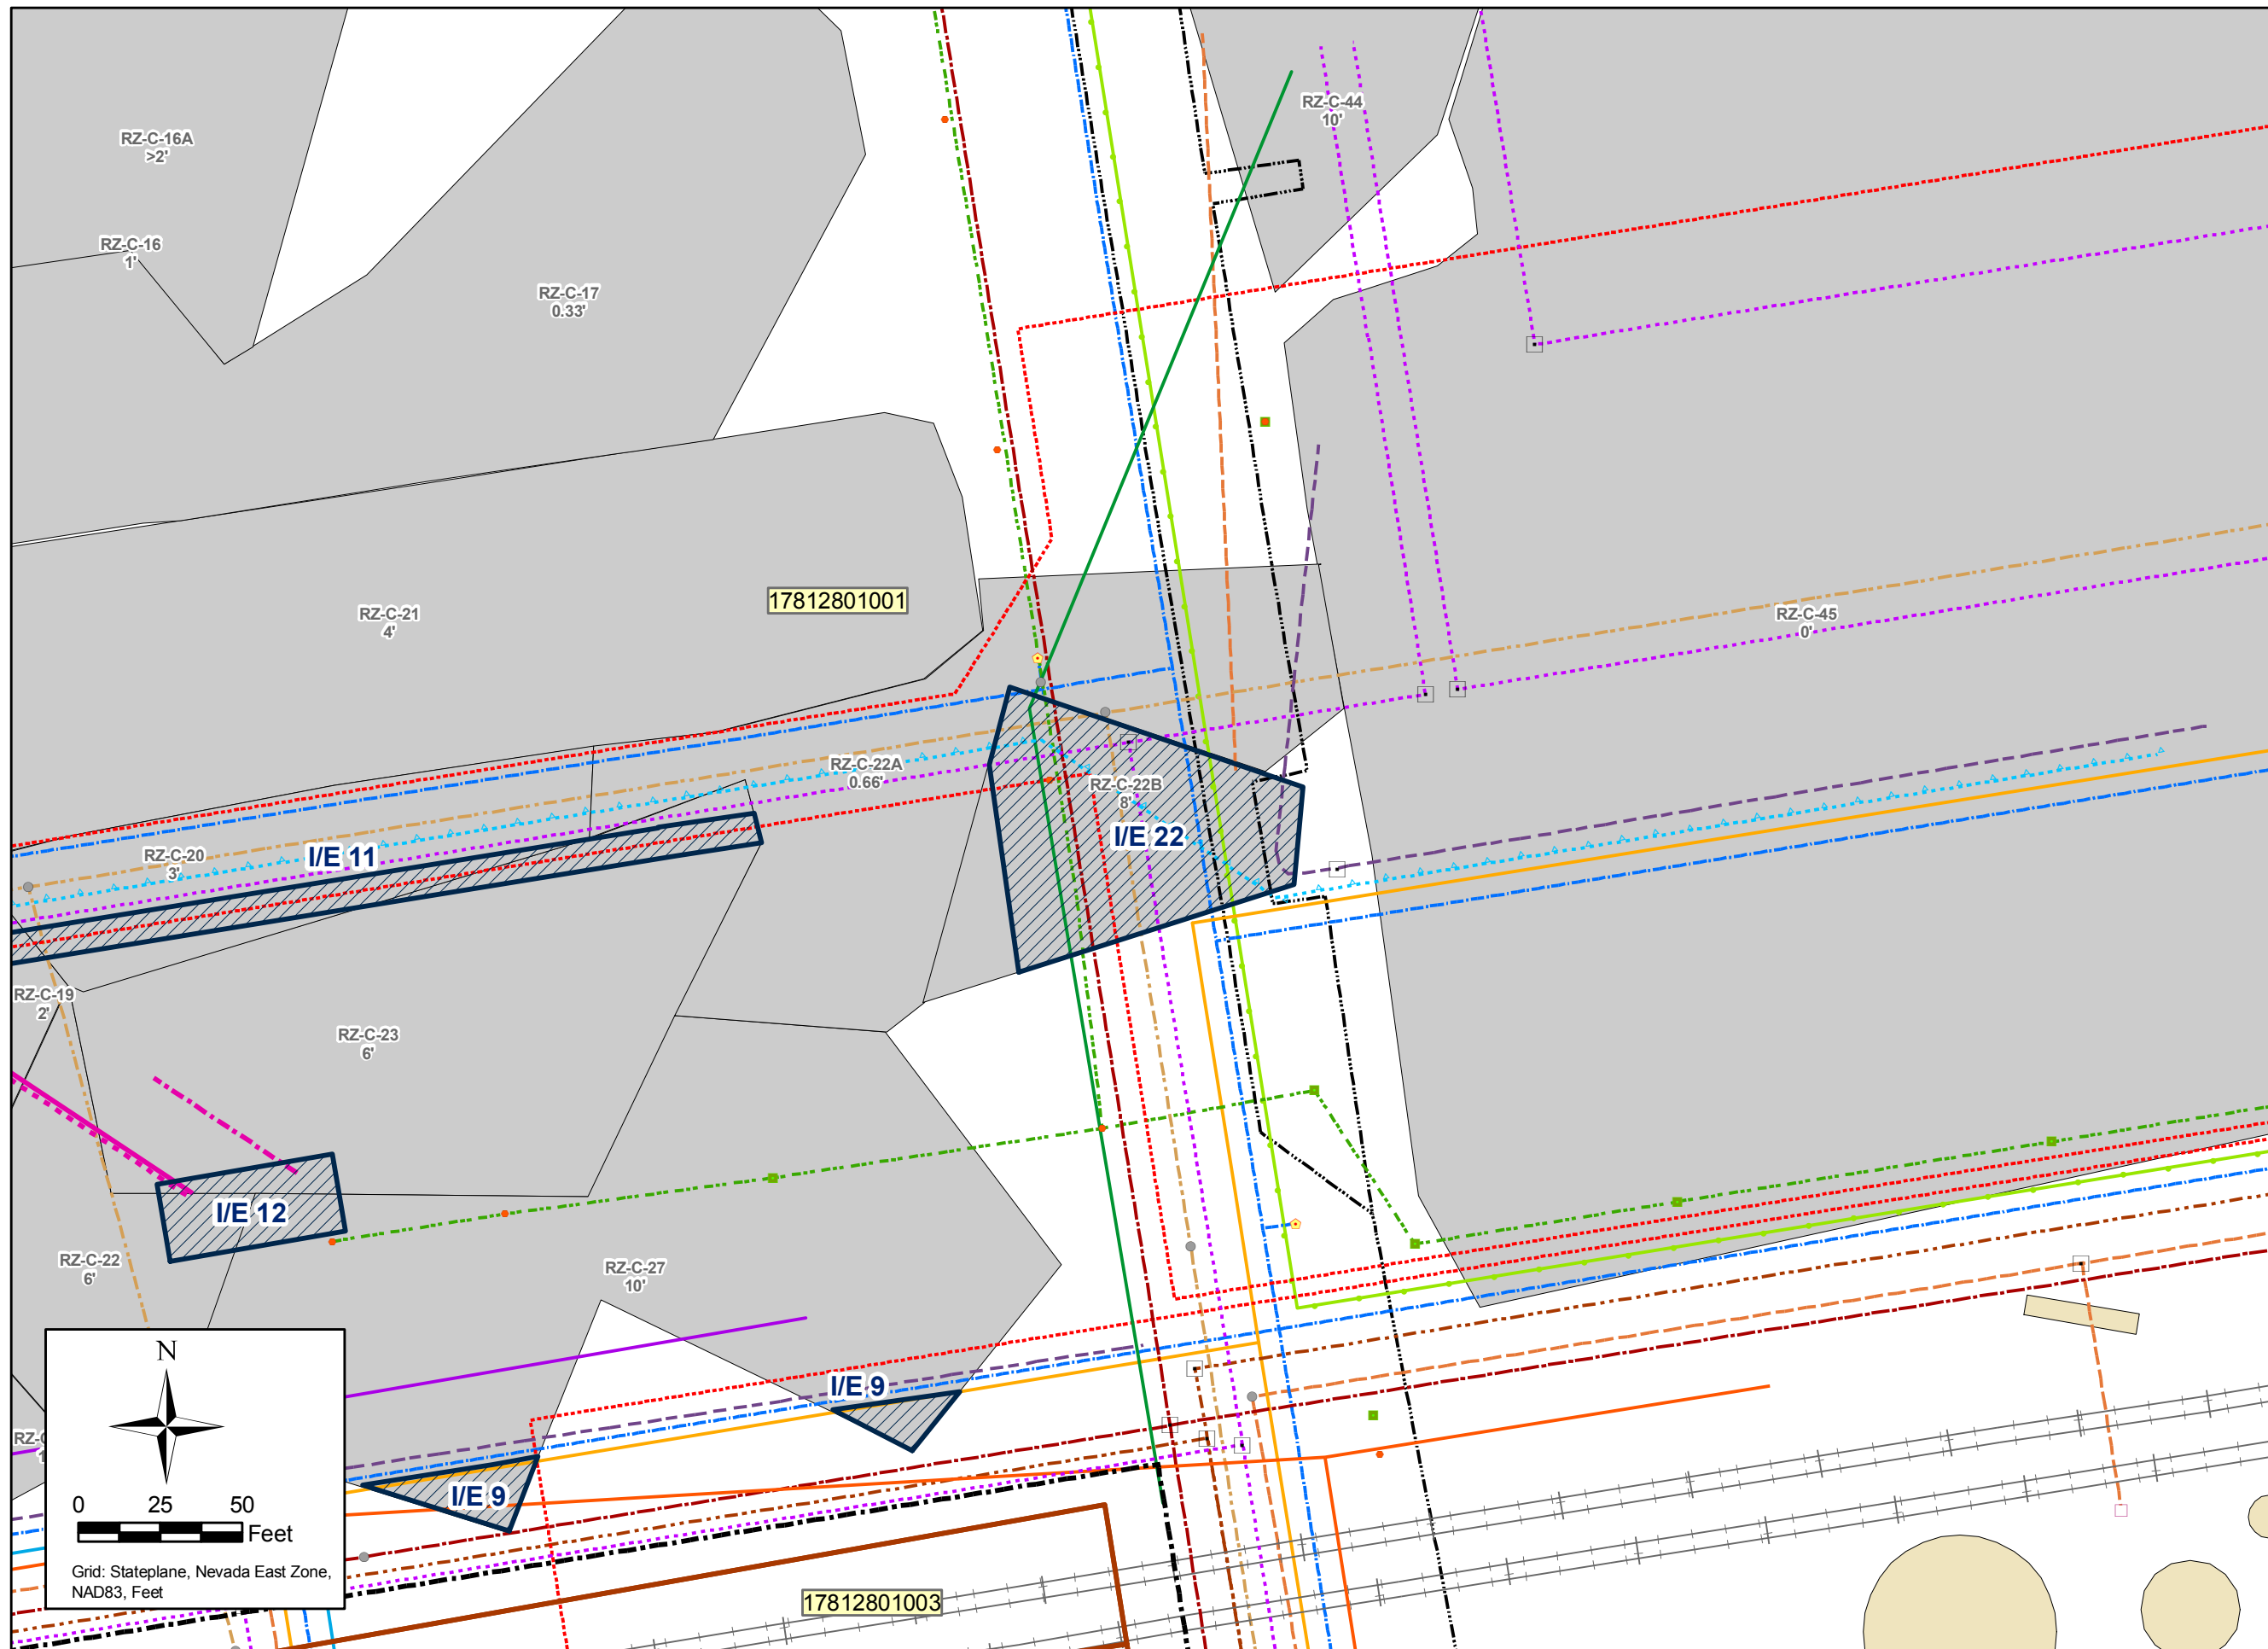 RZ-C-44
10'
RZ-C-16A
>2'
RZ-C-16
1'
RZ-C-17
0.33'
17812801001
RZ-C-21
4'
RZ-C-45
0'
RZ-C-22A
0.66'
RZ-C-22B
8'
I/E 22
I/E 11
RZ-C-20
3'
RZ-C-19
2'
RZ-C-23
6'
I/E 12
RZ-C-22
6'
RZ-C-27
10'
I/E 9
I/E 9
N
0 25 50
Feet
Grid: Stateplane, Nevada East Zone,
NAD83, Feet
17812801003